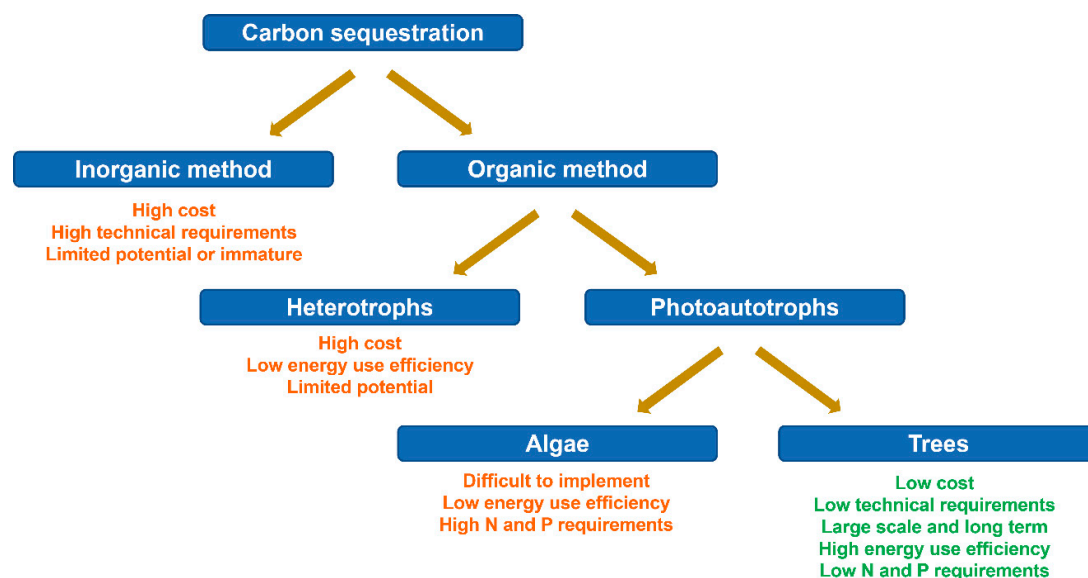 Carbon sequestration
Inorganic method
Organic method
High cost
High technical requirements
Limited potential or immature
Heterotrophs
Photoautotrophs
High cost
Low energy use efficiency
Limited potential
Algae
Trees
Difficult to implement
Low energy use efficiency
High N and P requirements
Low cost
Low technical requirements
Large scale and long term
High energy use efficiency
Low N and P requirements